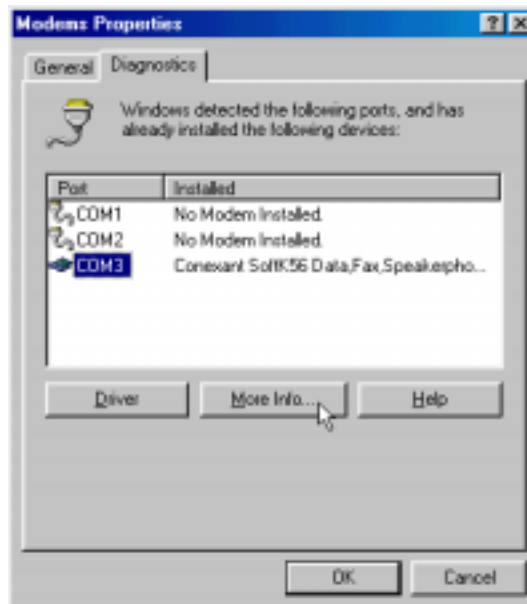 Modems Properties
General Diagnostics
Windows detected the following ports, and has
already installed the following devices:
Port Installed
COM1 No Modem Installed.
COM2 No Modem Installed.
COM3 Conexant SoftK56 Data,Fax,Speakerpho...
Driver More Info... Help
OK Cancel